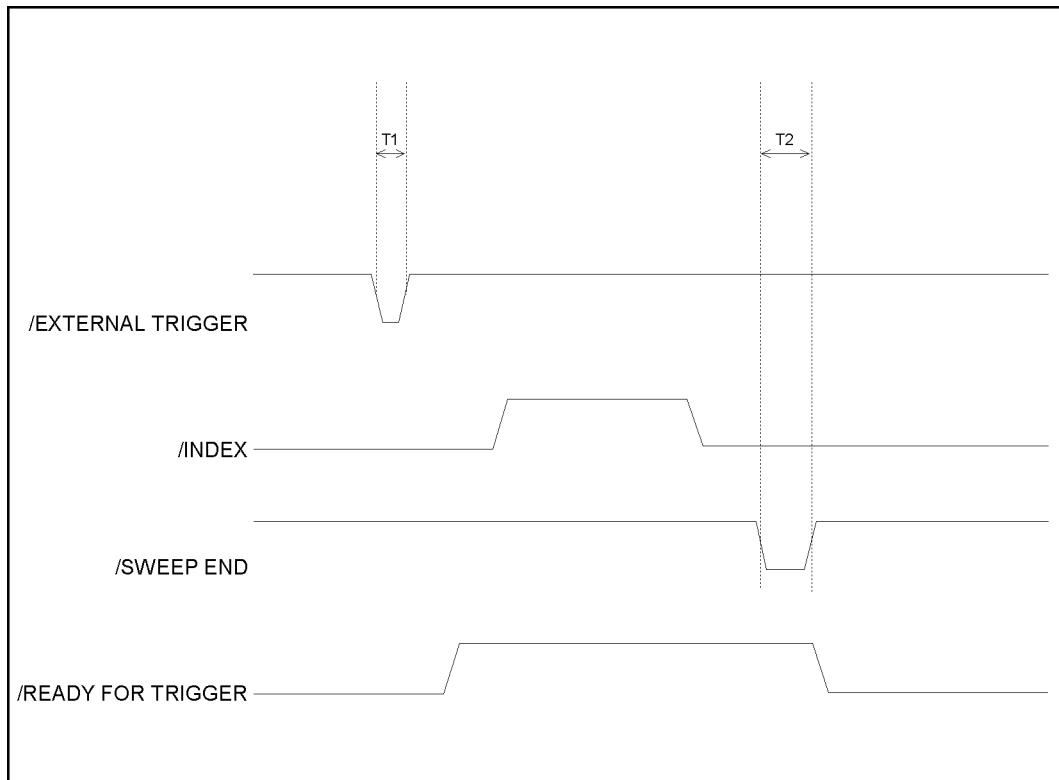 T1
T2
/EXTERNAL TRIGGER
/INDEX
/SWEEP END
/READY FOR TRIGGER